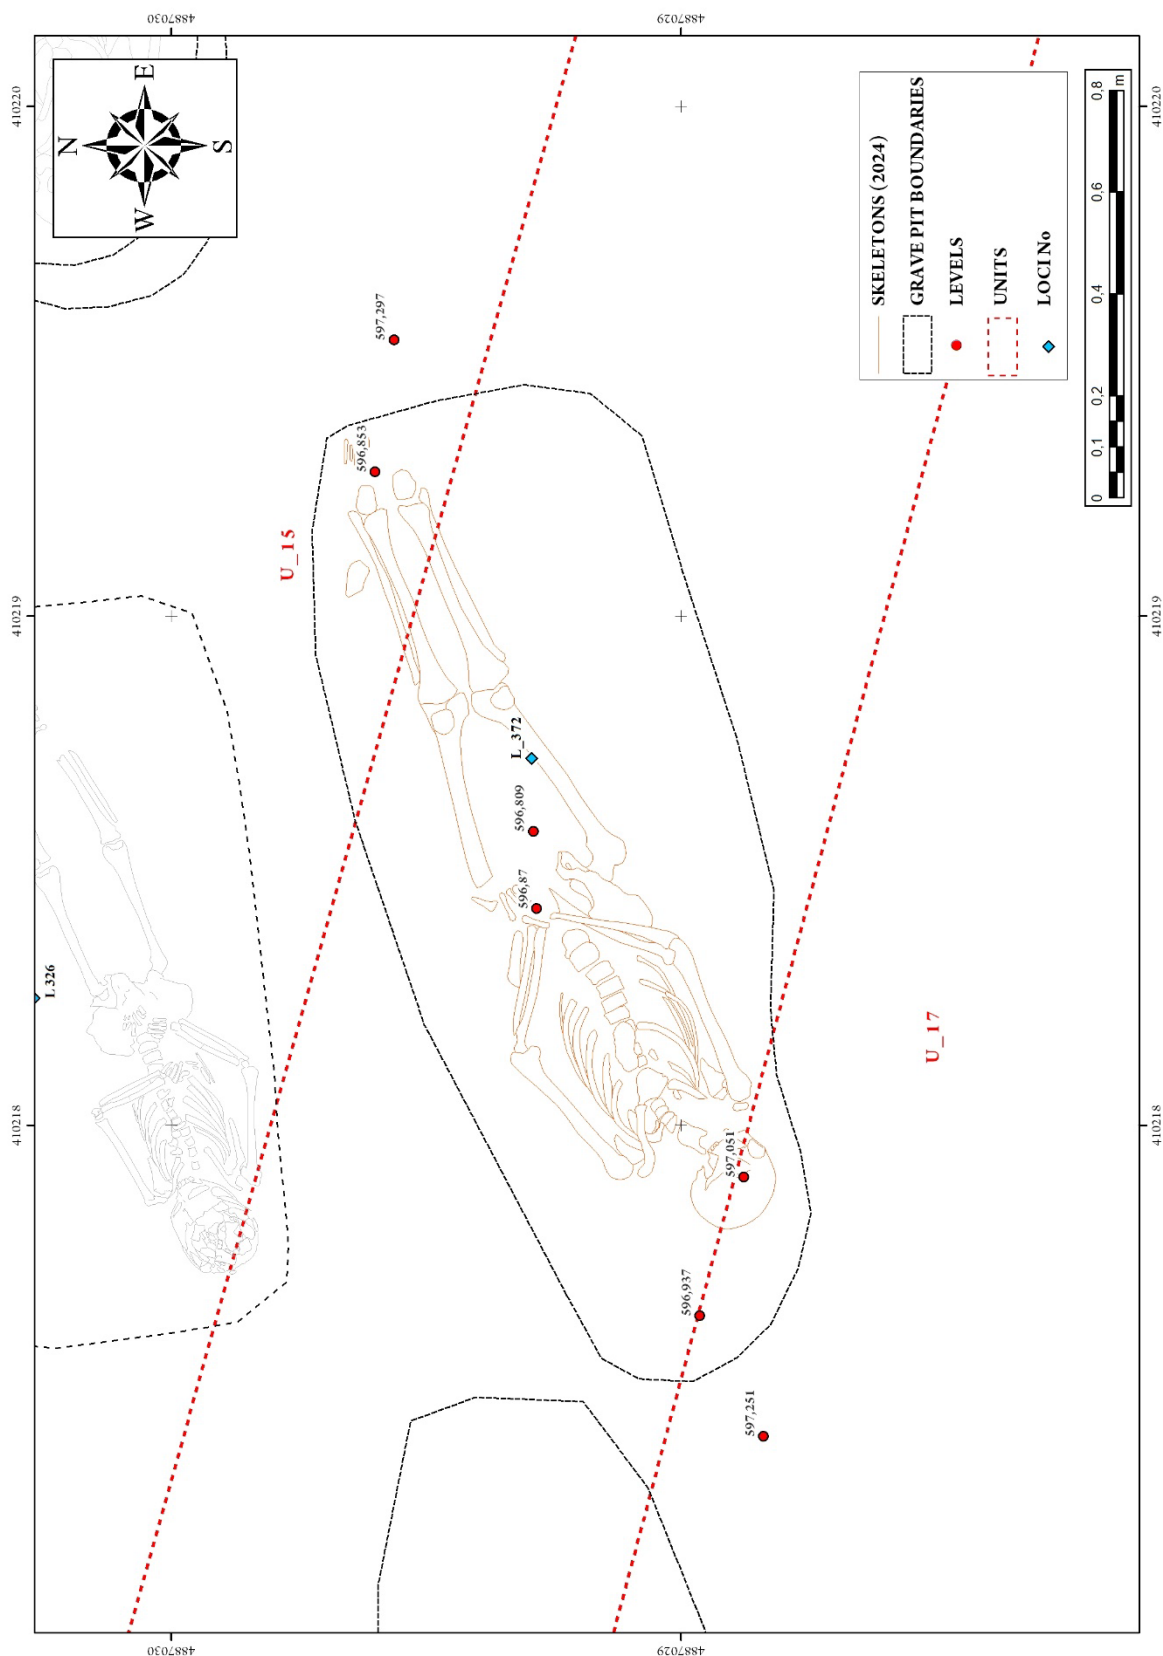 4887030
4887029
410220
410220
N
E
S
W
SKELETONS (2024)
GRAVE PIT BOUNDARIES
LEVELS
UNITS
LOCI No
0
0,1
0,2
0,4
0,6
0,8
m
597,297
596,853
U_15
410219
410219
L_372
596,809
596,87
L326
U_17
410218
410218
597,051
596,937
597,251
4887030
4887029